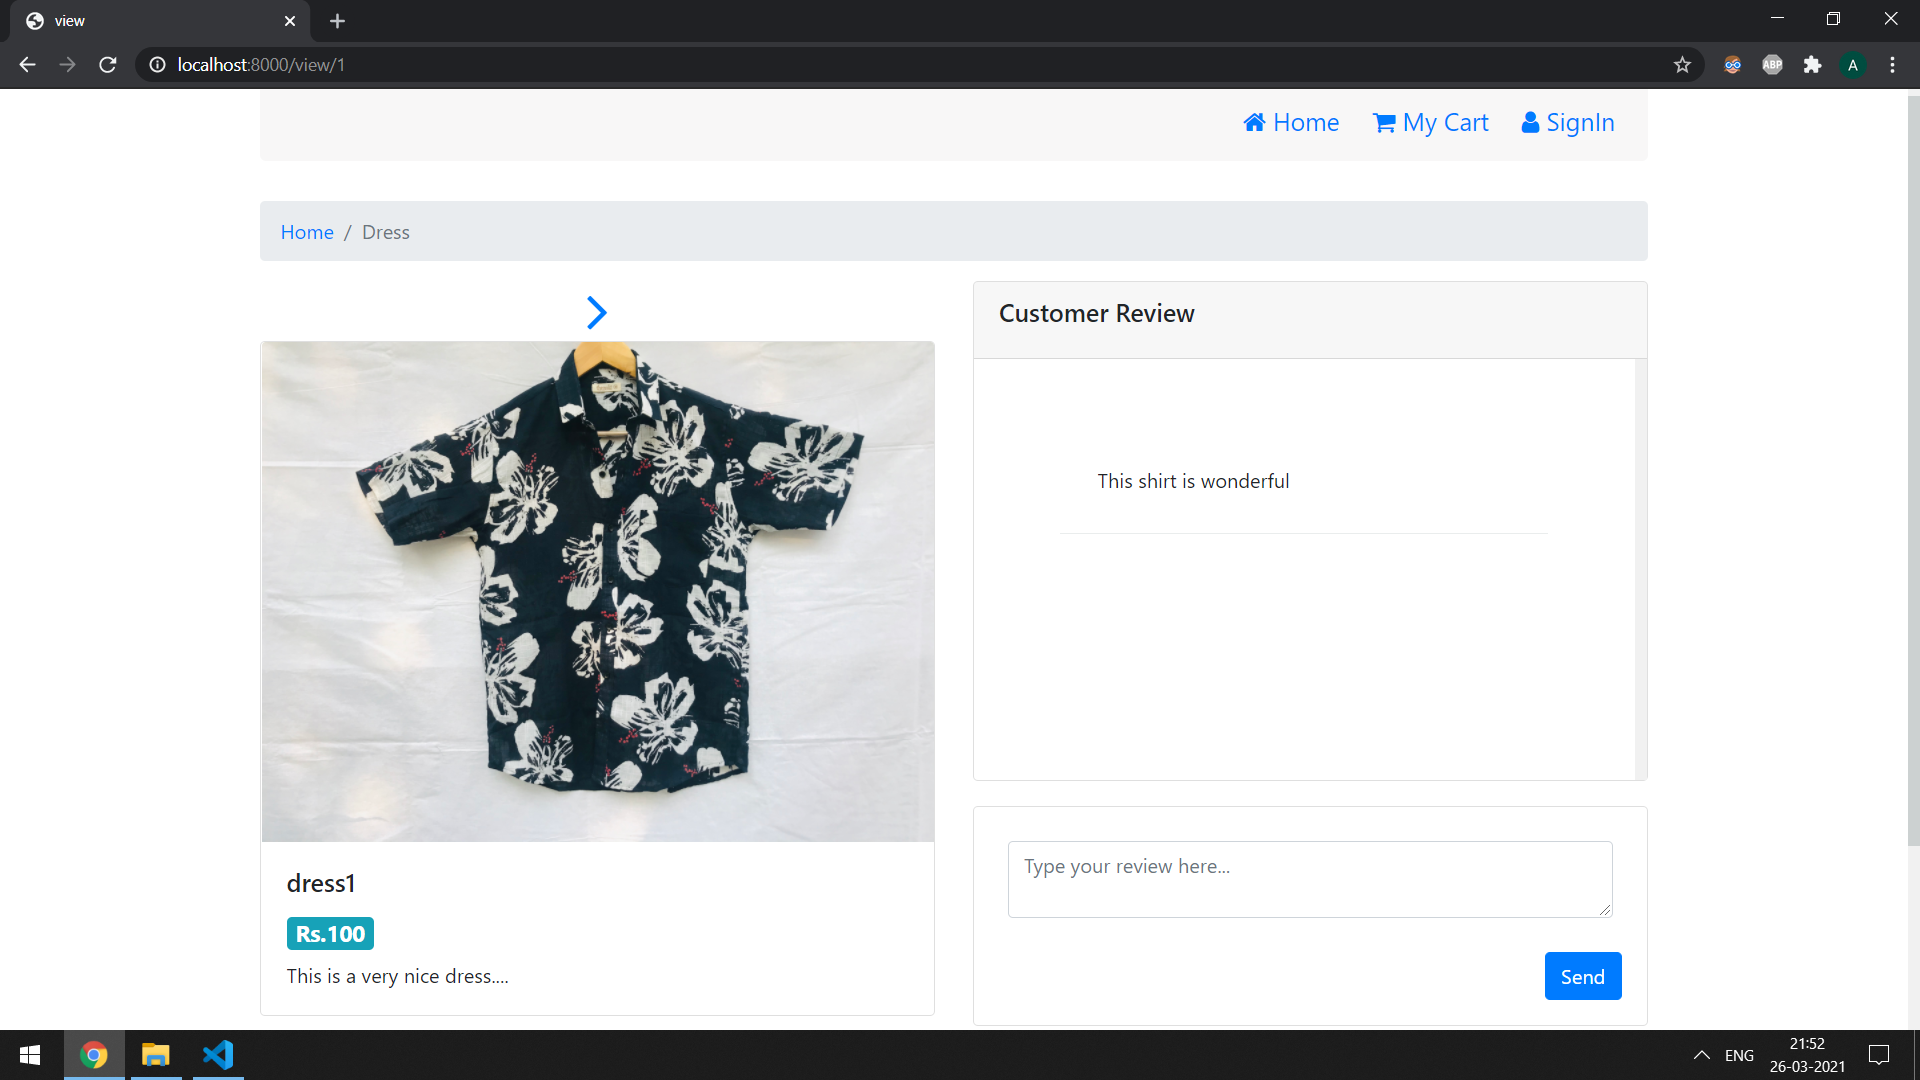 view
localhost:8000/view/1
ABP
A
Home My Cart SignIn
Home / Dress
Customer Review
This shirt is wonderful
dress1
Rs.100
This is a very nice dress....
Type your review here...
Send
ENG
21:52
26-03-2021